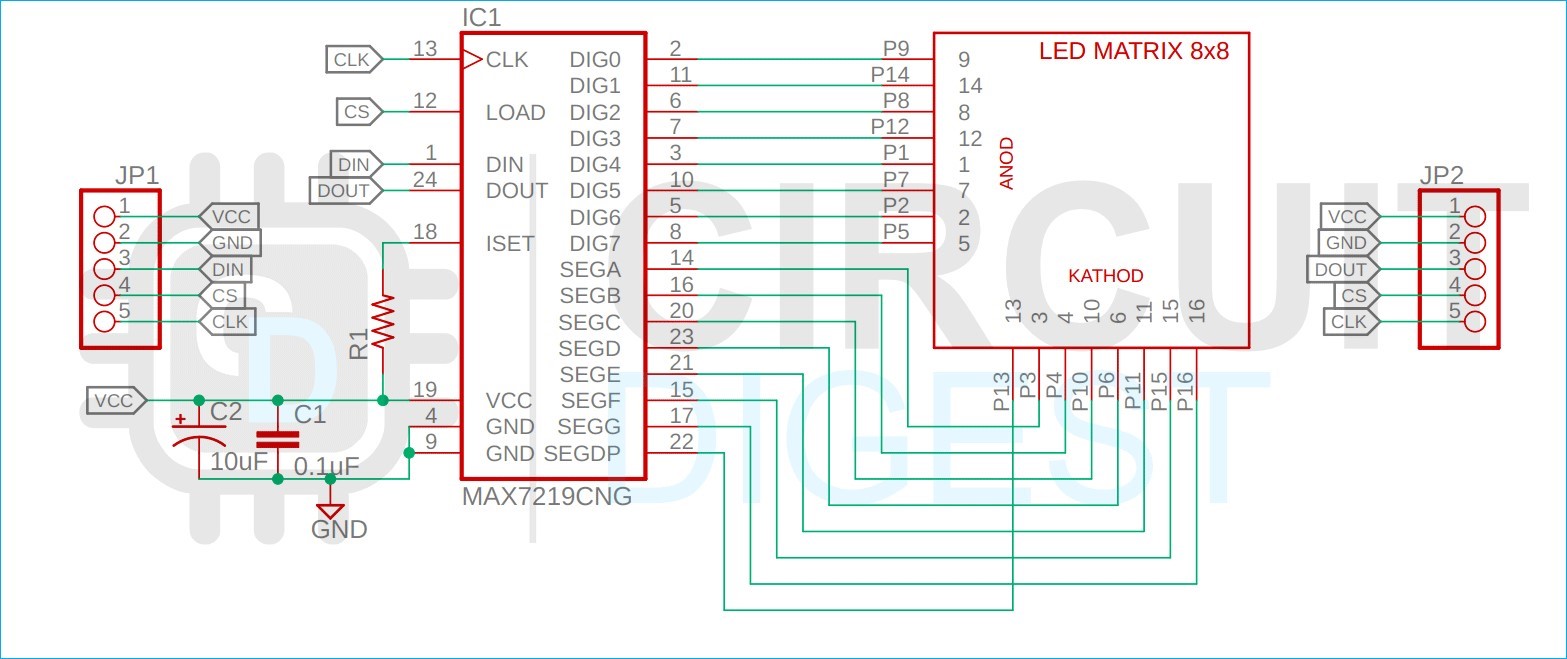 IC1
CLK 13 CLK DIG0 2 P9 9 LED MATRIX 8x8
DIG1 11 P14 14
CS 12 LOAD DIG2 6 P8 8
DIG3 7 P12 12
DIN 1 DIN DIG4 3 P1 1
DOUT 24 DOUT DIG5 10 P7 7
DIG6 5 P2 2
18 ISET DIG7 8 P5 5
ANOD
SEGA 14
SEGB 16
SEGC 20
SEGD 23
SEGE 21
19 VCC SEGF 15
4 GND SEGG 17
9 GND SEGDP 22
MAX7219CNG
KATHOD
13 3 4 10 6 11 15 16
P13 P3 P4 P10 P6 P11 P15 P16
JP1
1 VCC
2 GND
3 DIN
4 CS
5 CLK
R1
VCC
+ C2 C1
10uF 0.1uF
GND
JP2
VCC 1
GND 2
DOUT 3
CS 4
CLK 5
D
CIRCUIT
DIGEST